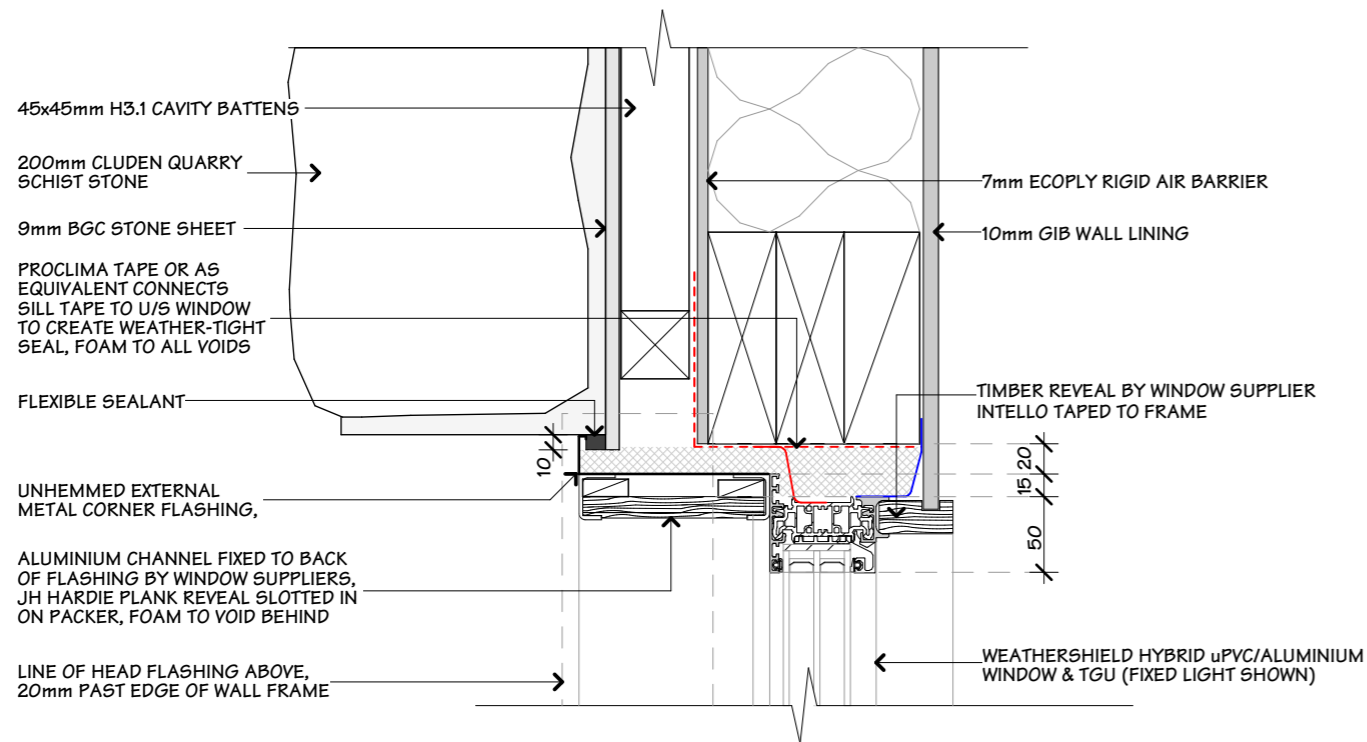 45x45mm H3.1 CAVITY BATTENS
200mm CLUDEN QUARRY
SCHIST STONE
9mm BGC STONE SHEET
PROCLIMA TAPE OR AS
EQUIVALENT CONNECTS
SILL TAPE TO U/S WINDOW
TO CREATE WEATHER-TIGHT
SEAL, FOAM TO ALL VOIDS
FLEXIBLE SEALANT
UNHEMMED EXTERNAL
METAL CORNER FLASHING,
ALUMINIUM CHANNEL FIXED TO BACK
OF FLASHING BY WINDOW SUPPLIERS,
JH HARDIE PLANK REVEAL SLOTTED IN
ON PACKER, FOAM TO VOID BEHIND
LINE OF HEAD FLASHING ABOVE,
20mm PAST EDGE OF WALL FRAME
10
7mm ECOPLY RIGID AIR BARRIER
10mm GIB WALL LINING
TIMBER REVEAL BY WINDOW SUPPLIER
INTELLO TAPED TO FRAME
20
15
50
WEATHERSHIELD HYBRID uPVC/ALUMINIUM
WINDOW & TGU (FIXED LIGHT SHOWN)